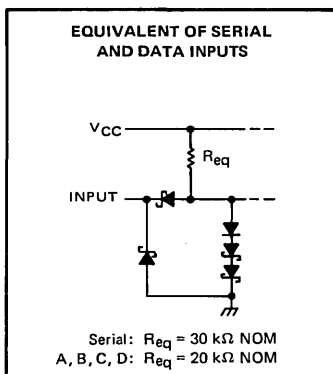 EQUIVALENT OF SERIAL
AND DATA INPUTS
VCC
Req
INPUT
Serial: Req = 30 kΩ NOM
A, B, C, D: Req = 20 kΩ NOM